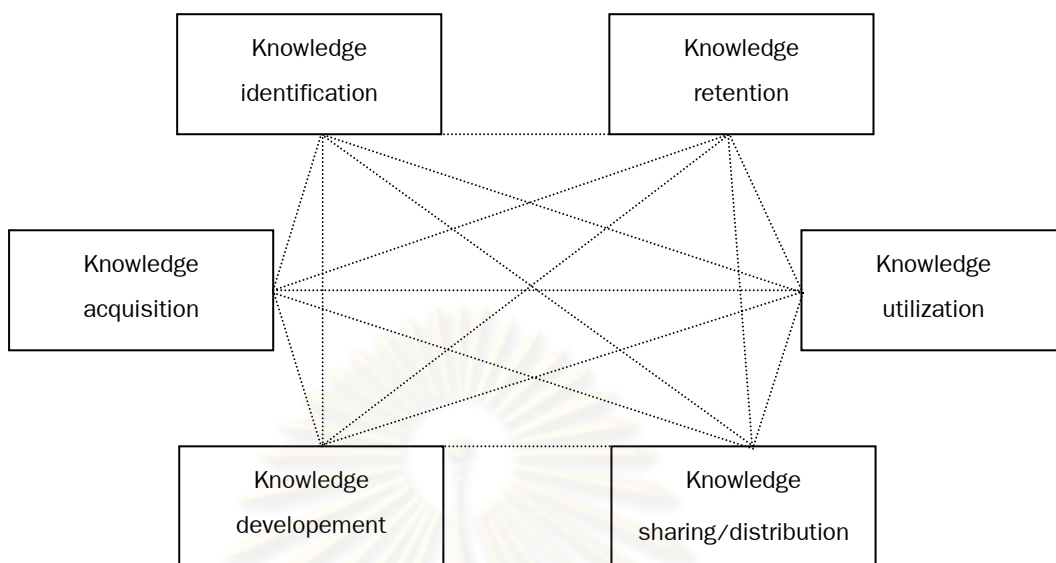 Knowledge
identification
Knowledge
retention
Knowledge
acquisition
Knowledge
utilization
Knowledge
developement
Knowledge
sharing/distribution